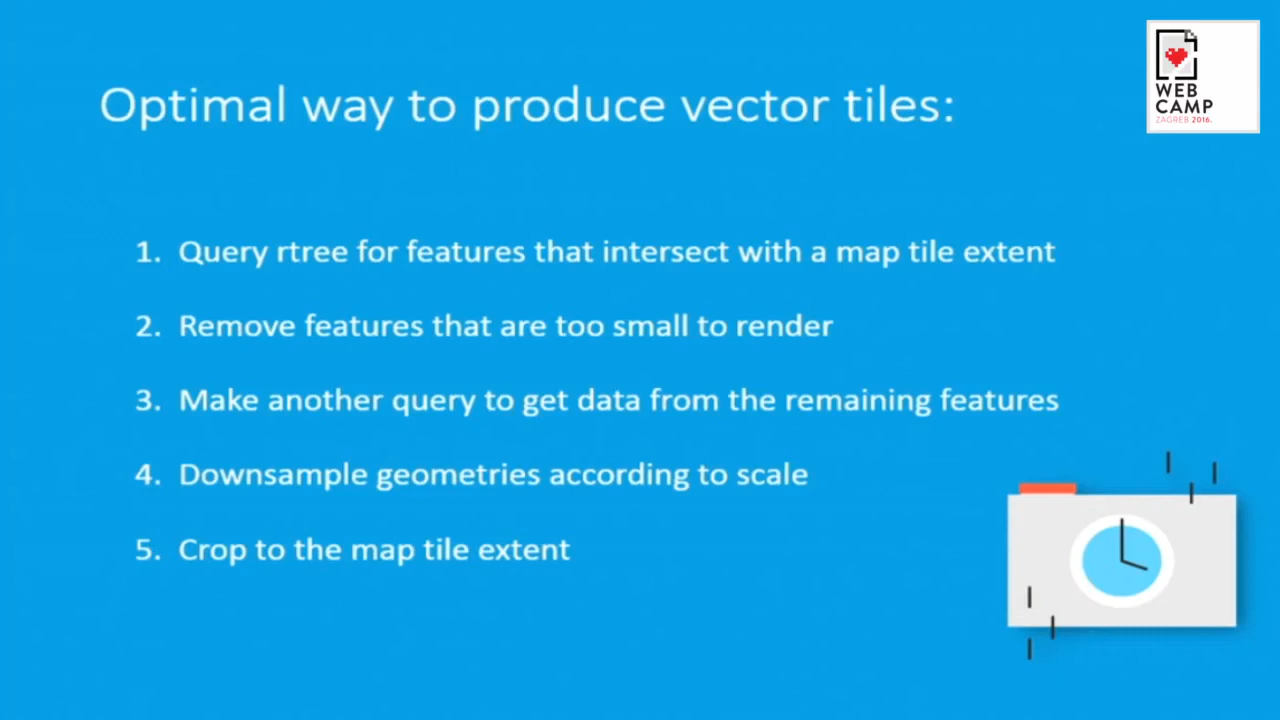 Optimal way to produce vector tiles:
1. Query rtree for features that intersect with a map tile extent
2. Remove features that are too small to render
3. Make another query to get data from the remaining features
4. Downsample geometries according to scale
5. Crop to the map tile extent
WEB
CAMP
ZAGREB 2016.